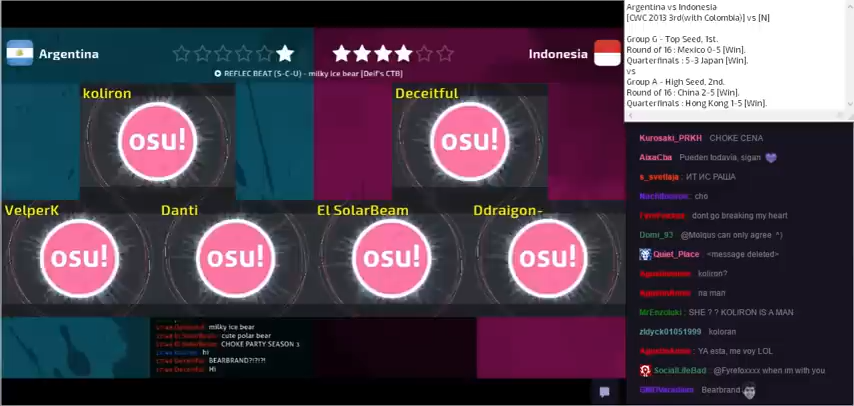 Argentina vs Indonesia
[CWC 2013 3rd(with Colombia)] vs [N]
Group G - Top Seed, 1st.
Round of 16 : Mexico 0-5 [Win].
Quarterfinals : 5-3 Japan [Win].
vs
Group A - High Seed, 2nd.
Round of 16 : China 2-5 [Win].
Quarterfinals : Hong Kong 1-5 [Win].
Argentina
Indonesia
REFLEC BEAT (S-C-U) - milky ice bear [Deif's CTB]
koliron
Deceitful
osu!
osu!
VelperK
Danti
El SolarBeam
Ddraigon-
osu!
osu!
osu!
osu!
milky ice bear
cute polar bear
CHOKE PARTY SEASON 3
hi
BEARBRAND?!?!?!
Hi
Kurosaki_PRKH CHOKE CENA
AixaCba Pueden todavia, sigan
s_svetlaja : ИТ ИС РАША
cho
dont go breaking my heart
Domi_93 @Molqus can only agree ^)
Quiet_Place <message deleted>
koliron?
na man
SHE ? ? KOLIRON IS A MAN
zldyck01051999 koloran
YA esta, me voy LOL
SocialLifeBad : @Fyrefoxxxx when im with you
Bearbrand